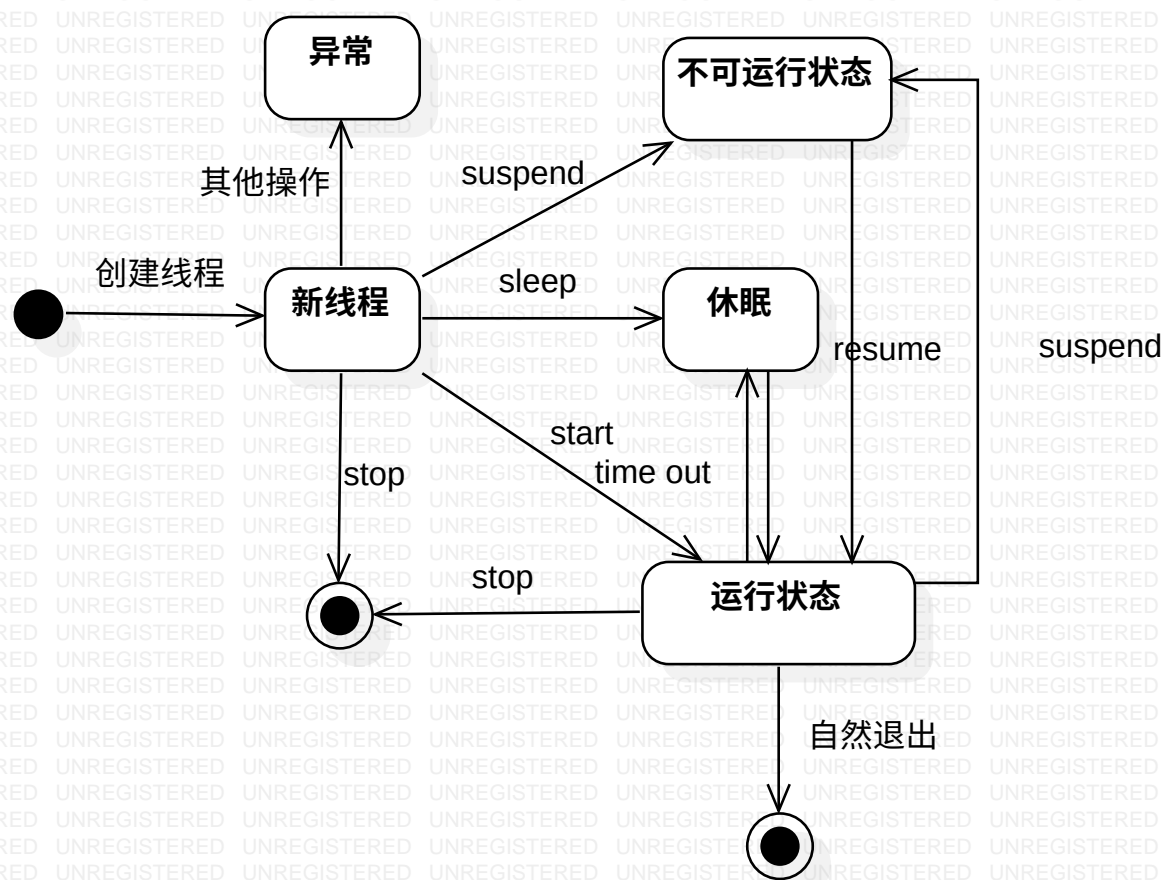 异常
不可运行状态
其他操作
suspend
创建线程
新线程
sleep
休眠
resume
suspend
start
time out
stop
stop
运行状态
自然退出
UNREGISTERED